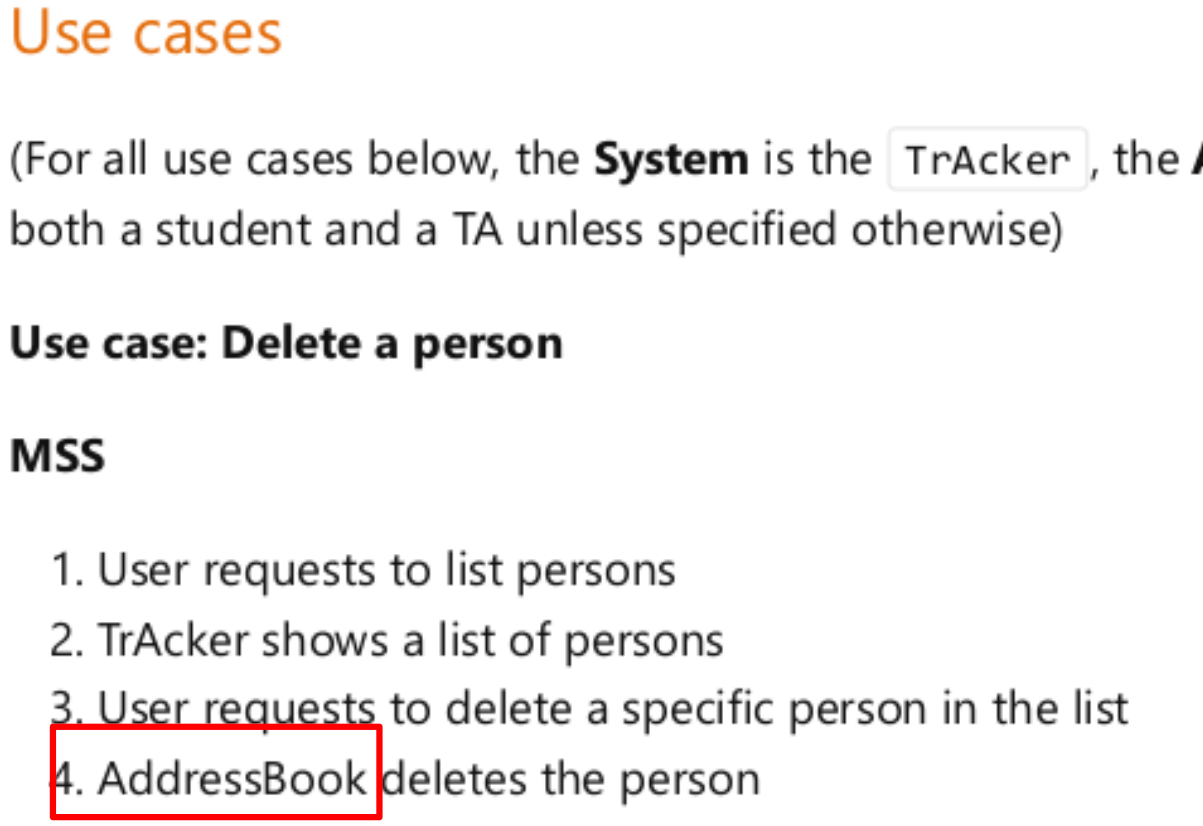 Use cases
(For all use cases below, the System is the TrAcker, the
both a student and a TA unless specified otherwise)
Use case: Delete a person
MSS
1. User requests to list persons
2. TrAcker shows a list of persons
3. User requests to delete a specific person in the list
4. AddressBook deletes the person